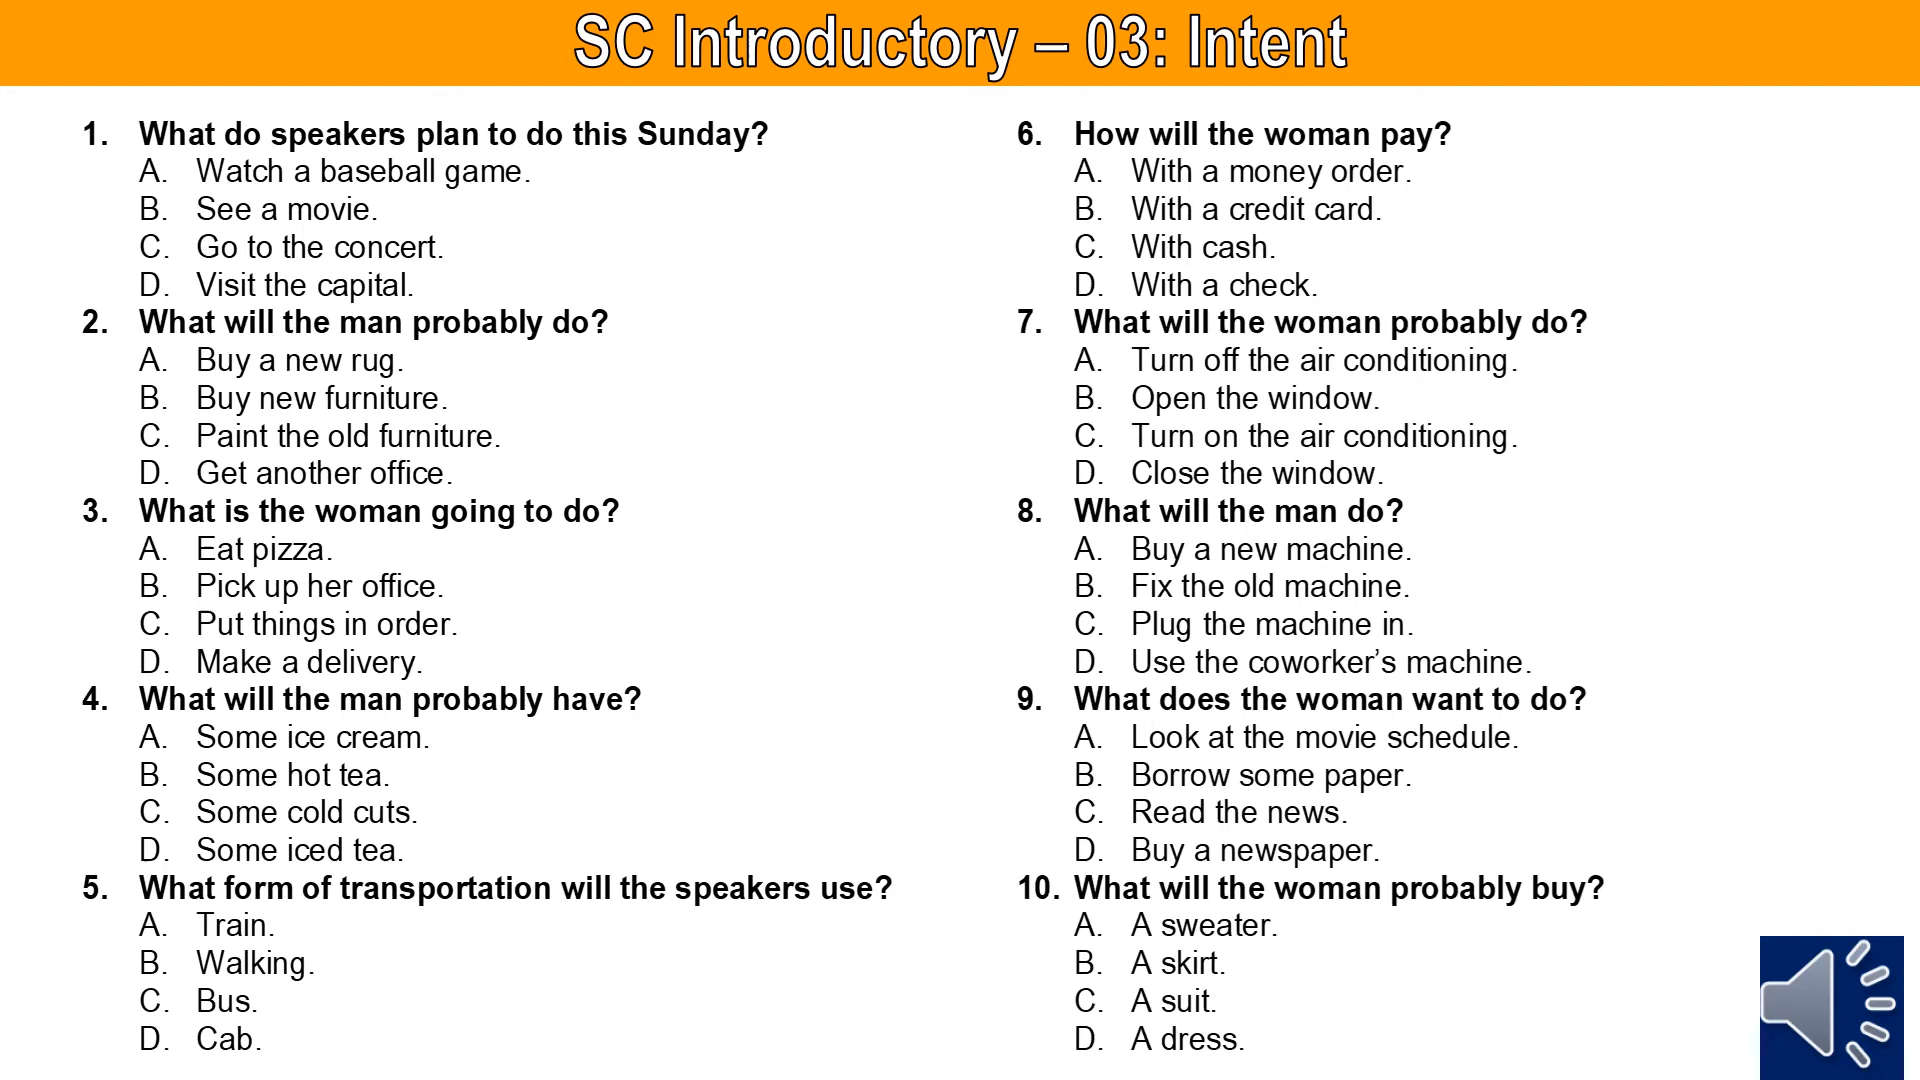 SC Introductory – 03: Intent
1. What do speakers plan to do this Sunday?
A. Watch a baseball game.
B. See a movie.
C. Go to the concert.
D. Visit the capital.
2. What will the man probably do?
A. Buy a new rug.
B. Buy new furniture.
C. Paint the old furniture.
D. Get another office.
3. What is the woman going to do?
A. Eat pizza.
B. Pick up her office.
C. Put things in order.
D. Make a delivery.
4. What will the man probably have?
A. Some ice cream.
B. Some hot tea.
C. Some cold cuts.
D. Some iced tea.
5. What form of transportation will the speakers use?
A. Train.
B. Walking.
C. Bus.
D. Cab.
6. How will the woman pay?
A. With a money order.
B. With a credit card.
C. With cash.
D. With a check.
7. What will the woman probably do?
A. Turn off the air conditioning.
B. Open the window.
C. Turn on the air conditioning.
D. Close the window.
8. What will the man do?
A. Buy a new machine.
B. Fix the old machine.
C. Plug the machine in.
D. Use the coworker’s machine.
9. What does the woman want to do?
A. Look at the movie schedule.
B. Borrow some paper.
C. Read the news.
D. Buy a newspaper.
10. What will the woman probably buy?
A. A sweater.
B. A skirt.
C. A suit.
D. A dress.